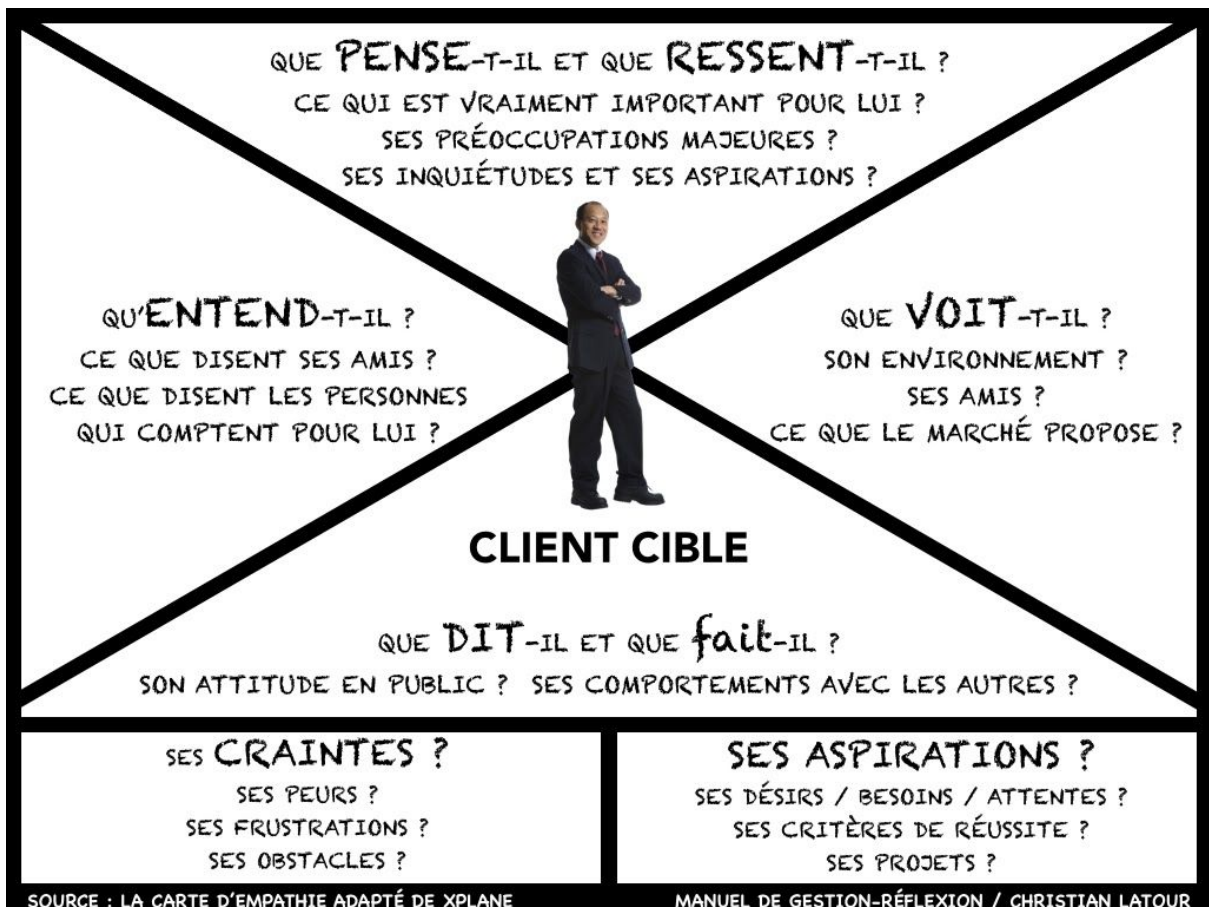 QUE PENSE-T-IL ET QUE RESSENT-T-IL ?
CE QUI EST VRAIMENT IMPORTANT POUR LUI ?
SES PRÉOCCUPATIONS MAJEURES ?
SES INQUIÉTUDES ET SES ASPIRATIONS ?
QU'ENTEND-T-IL ?
CE QUE DISENT SES AMIS ?
CE QUE DISENT LES PERSONNES
QUI COMPTENT POUR LUI ?
QUE VOIT-T-IL ?
SON ENVIRONNEMENT ?
SES AMIS ?
CE QUE LE MARCHÉ PROPOSE ?
CLIENT CIBLE
QUE DIT-IL ET QUE fait-IL ?
SON ATTITUDE EN PUBLIC ? SES COMPORTEMENTS AVEC LES AUTRES ?
SES CRAINTES ?
SES PEURS ?
SES FRUSTRATIONS ?
SES OBSTACLES ?
SES ASPIRATIONS ?
SES DÉSIRS / BESOINS / ATTENTES ?
SES CRITÈRES DE RÉUSSITE ?
SES PROJETS ?
SOURCE : LA CARTE D'EMPATHIE ADAPTÉ DE XPLANE
MANUEL DE GESTION-RÉFLEXION / CHRISTIAN LATOUR